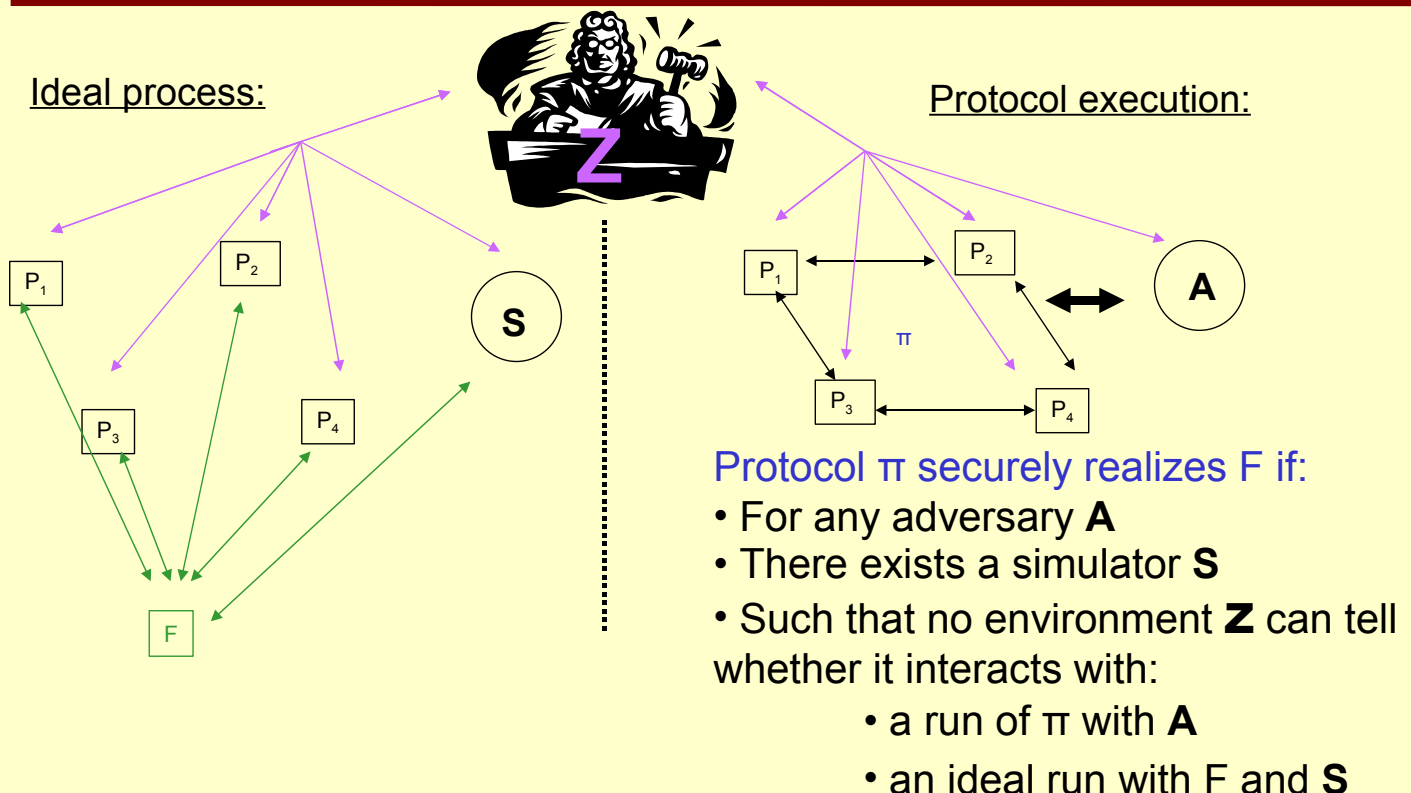 Ideal process:
Z
Protocol execution:
P1
P2
S
P3
P4
F
P1
P2
A
π
P3
P4
Protocol π securely realizes F if:
• For any adversary A
• There exists a simulator S
• Such that no environment Z can tell
whether it interacts with:
• a run of π with A
• an ideal run with F and S